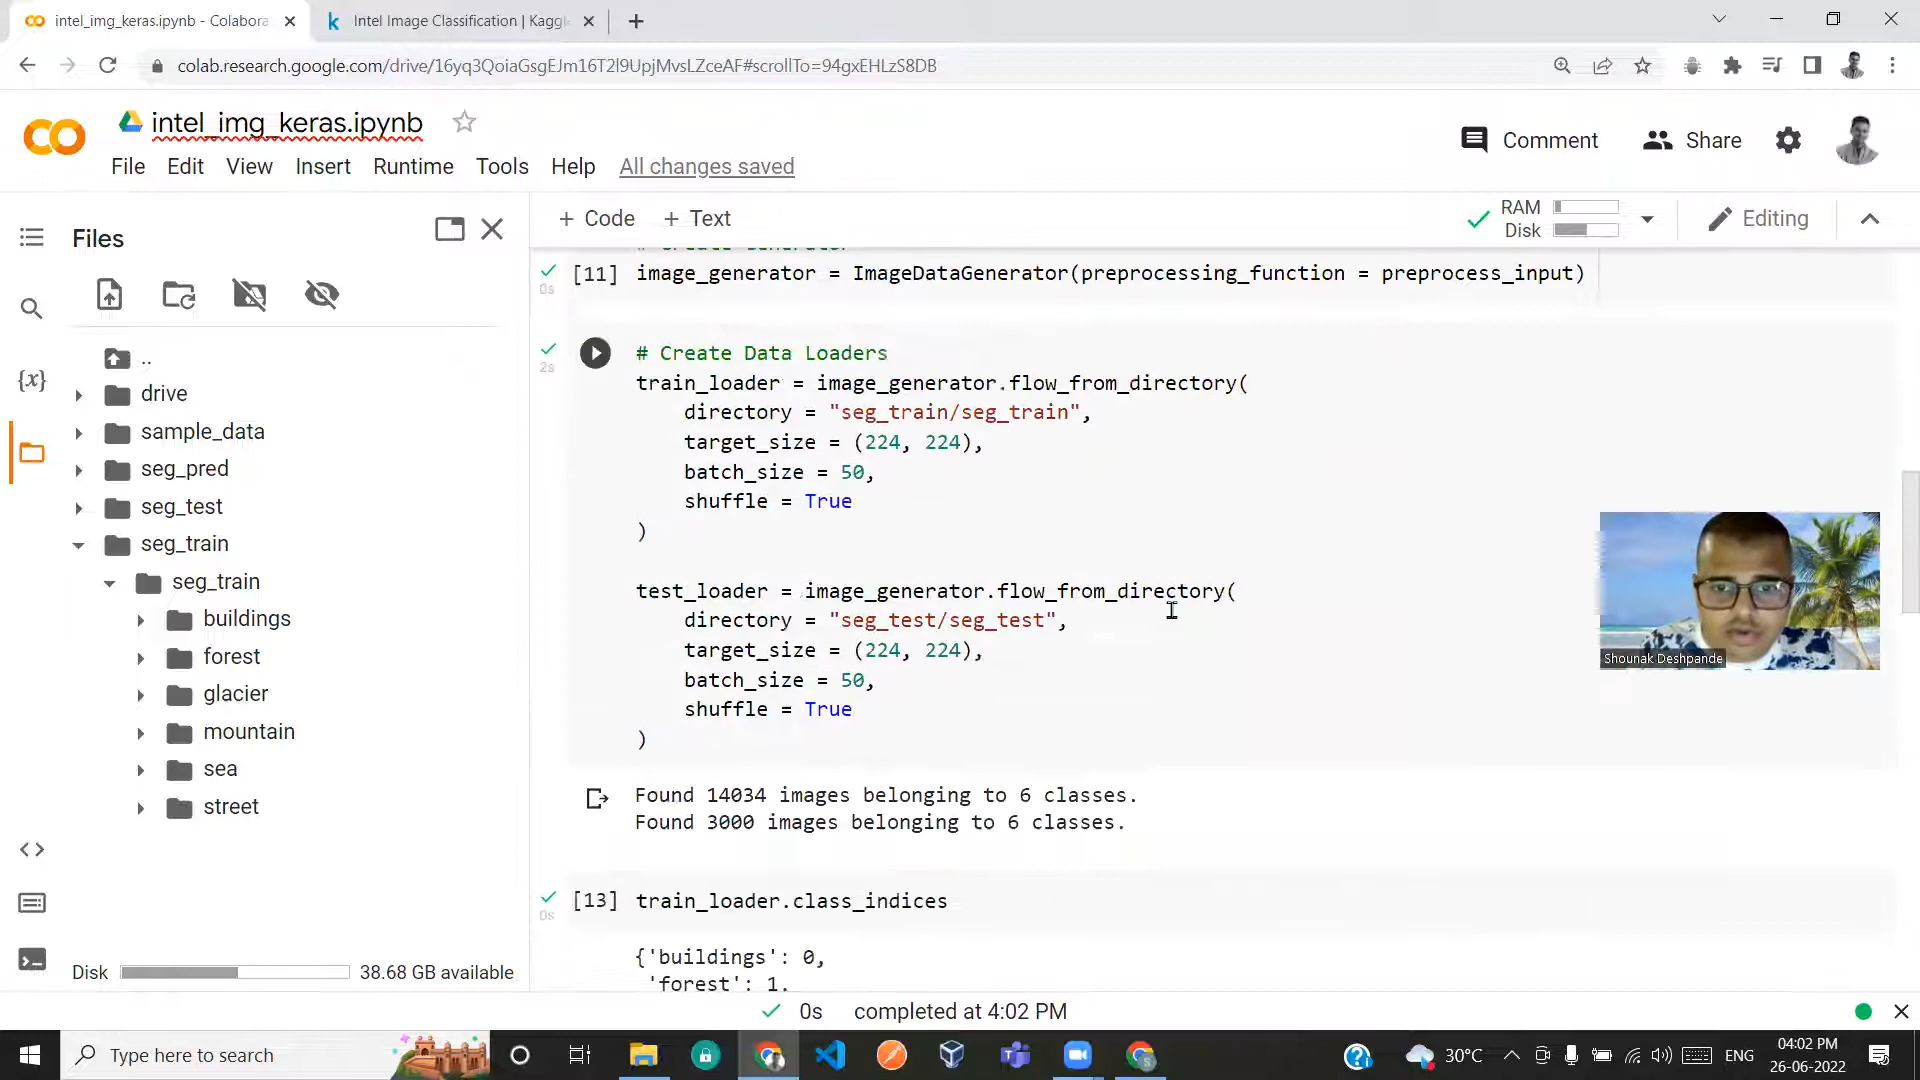 intel_img_keras.ipynb - Colabora
Intel Image Classification | Kaggl
colab.research.google.com/drive/16yq3QoiaGsgEJm16T2l9UpjMvsLZceAF#scrollTo=94gxEHLzS8DB
intel_img_keras.ipynb
Comment
Share
File Edit View Insert Runtime Tools Help All changes saved
Files
+ Code + Text
RAM
Disk
Editing
..
drive
sample_data
seg_pred
seg_test
seg_train
seg_train
buildings
forest
glacier
mountain
sea
street
Disk 38.68 GB available
{x}
# Create Generator
0s
[11] image_generator = ImageDataGenerator(preprocessing_function = preprocess_input)
2s
# Create Data Loaders
train_loader = image_generator.flow_from_directory(
directory = "seg_train/seg_train",
target_size = (224, 224),
batch_size = 50,
shuffle = True
)
test_loader = image_generator.flow_from_directory(
directory = "seg_test/seg_test",
target_size = (224, 224),
batch_size = 50,
shuffle = True
)
Found 14034 images belonging to 6 classes.
Found 3000 images belonging to 6 classes.
0s
[13] train_loader.class_indices
{'buildings': 0,
'forest': 1,
Shounak Deshpande
0s completed at 4:02 PM
Type here to search
30°C
ENG
04:02 PM
26-06-2022